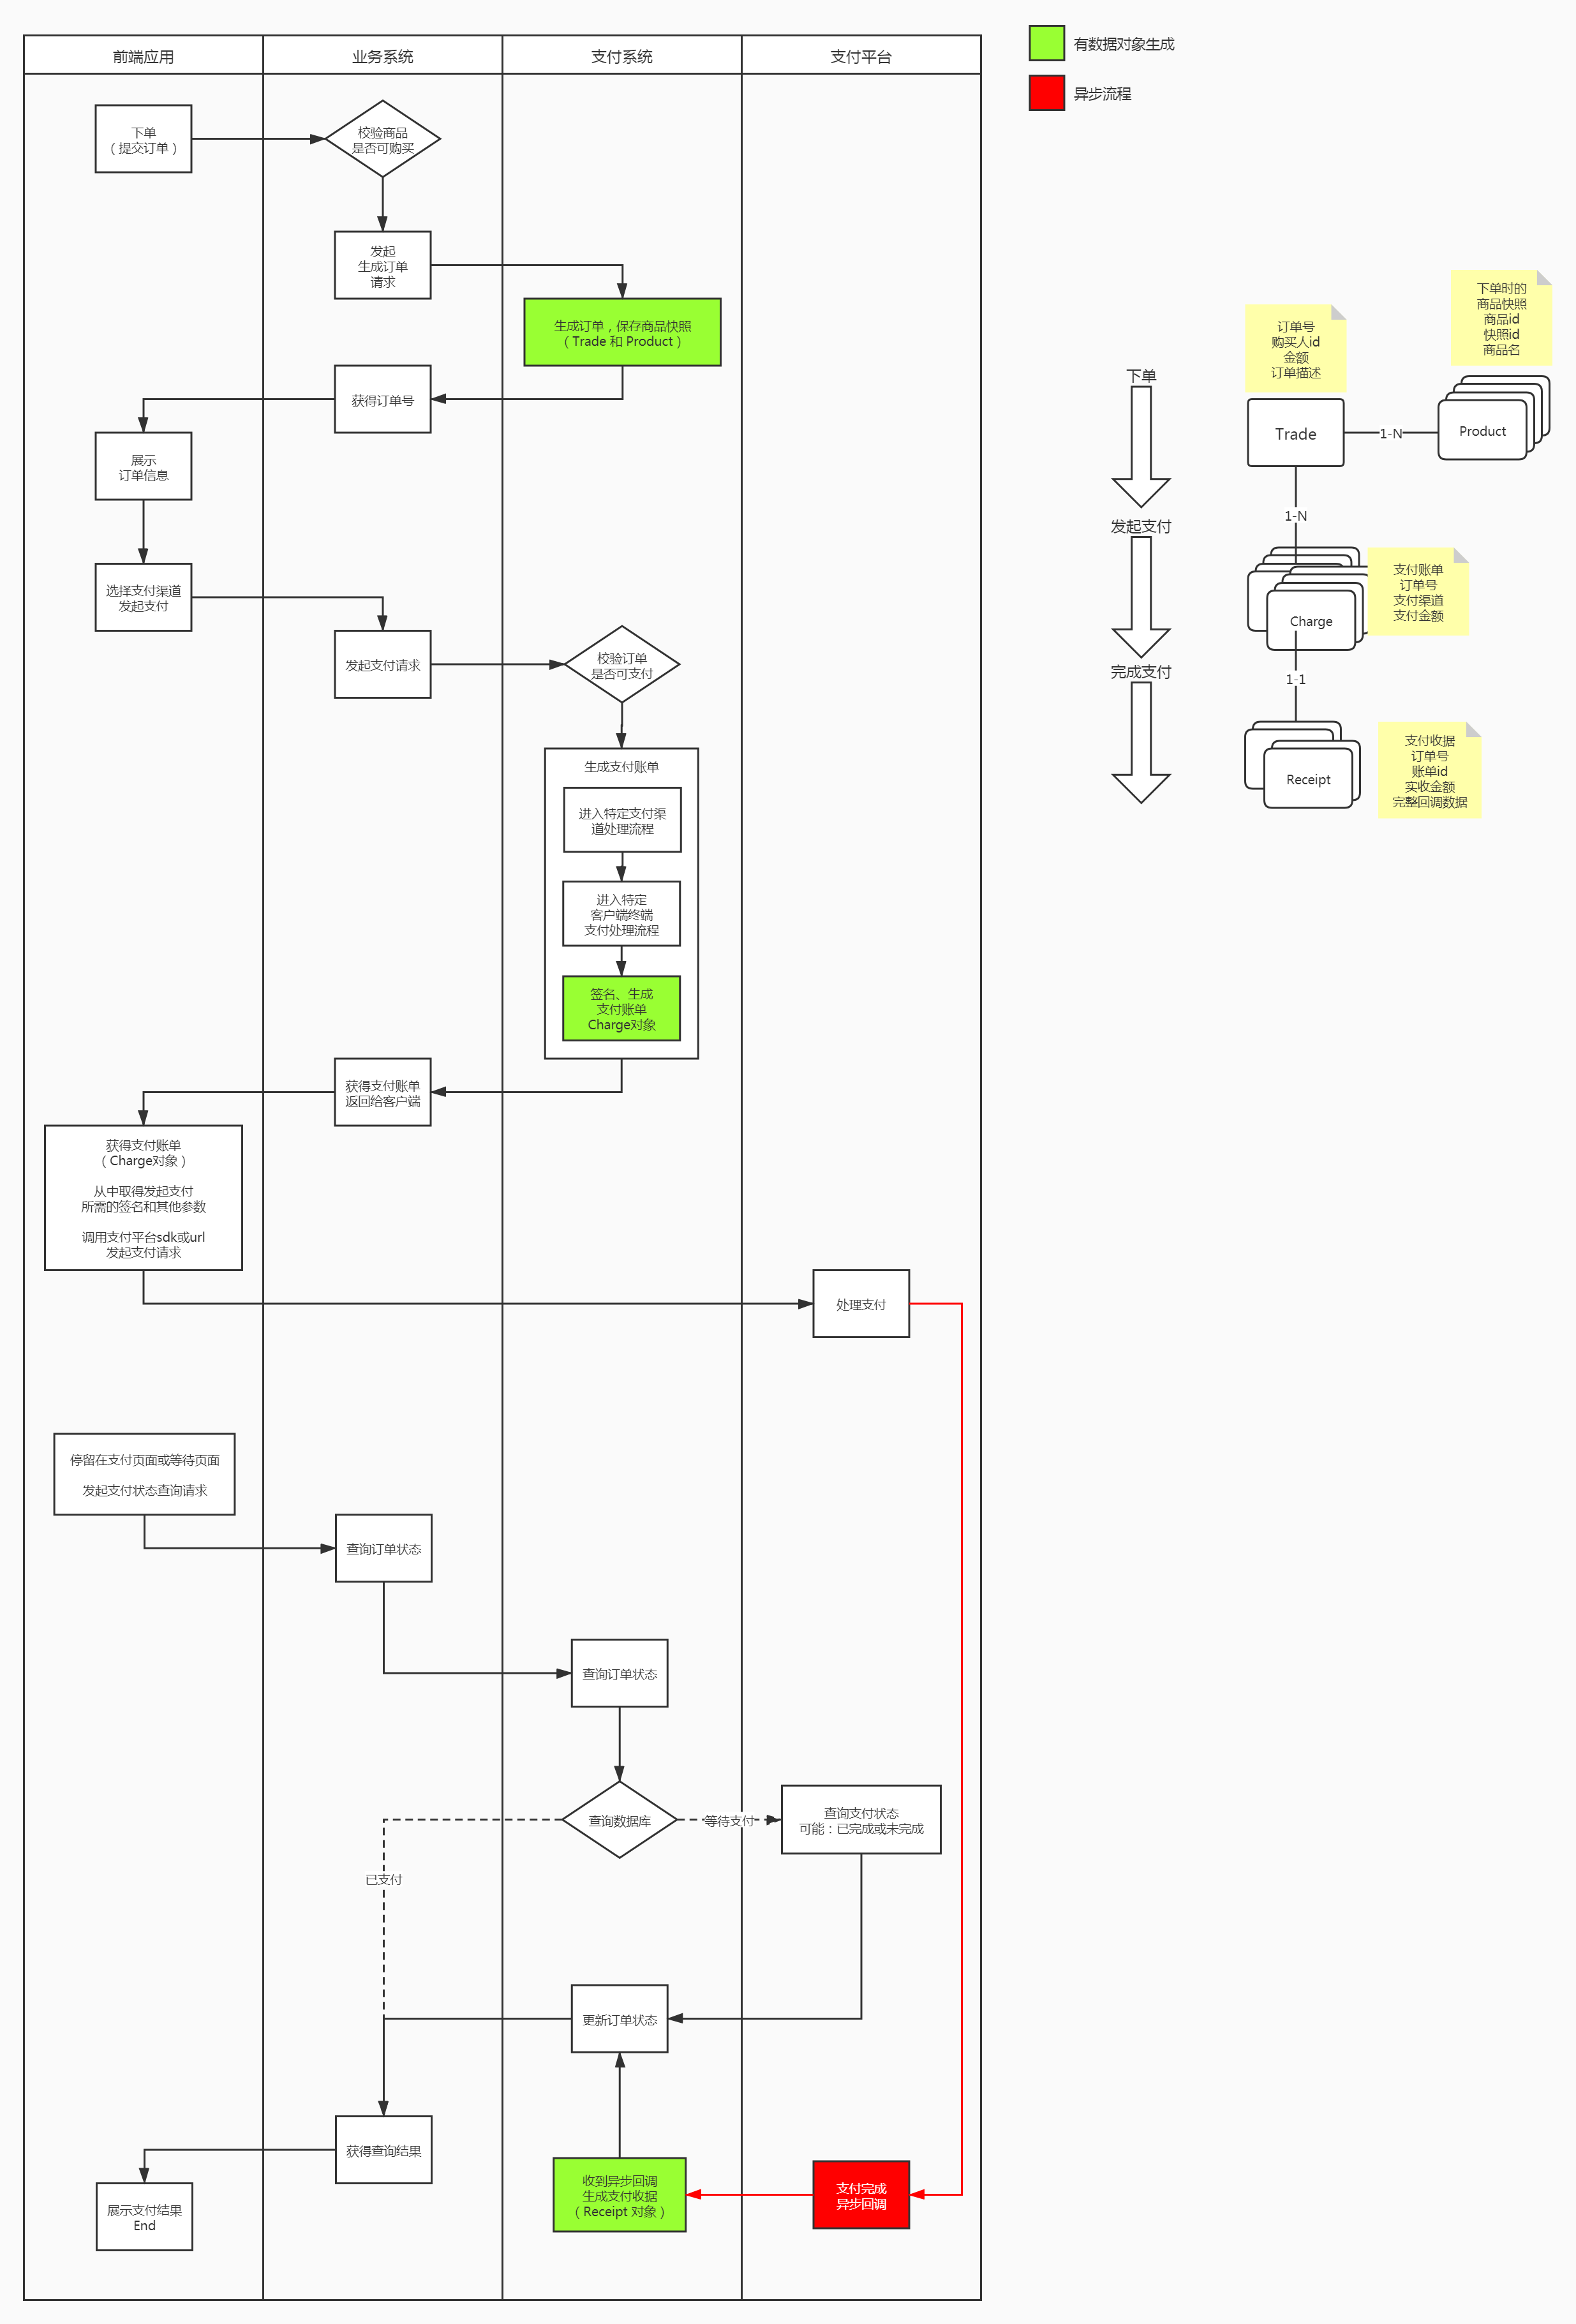 前端应用
业务系统
支付系统
支付平台
有数据对象生成
异步流程
下单
（提交订单）
校验商品
是否可购买
发起
生成订单
请求
生成订单，保存商品快照
（Trade 和 Product）
获得订单号
展示
订单信息
选择支付渠道
发起支付
发起支付请求
校验订单
是否可支付
生成支付账单
进入特定支付渠
道处理流程
进入特定
客户端终端
支付处理流程
签名、生成
支付账单
Charge对象
获得支付账单
返回给客户端
获得支付账单
（Charge对象）
从中取得发起支付
所需的签名和其他参数
调用支付平台sdk或url
发起支付请求
处理支付
停留在支付页面或等待页面
发起支付状态查询请求
查询订单状态
查询订单状态
查询数据库
等待支付
查询支付状态
可能：已完成或未完成
已支付
更新订单状态
获得查询结果
收到异步回调
生成支付收据
（Receipt 对象）
支付完成
异步回调
展示支付结果
End
下单
发起支付
完成支付
订单号
购买人id
金额
订单描述
下单时的
商品快照
商品id
快照id
商品名
Trade
1-N
Product
1-N
支付账单
订单号
支付渠道
支付金额
Charge
1-1
支付收据
订单号
账单id
实收金额
完整回调数据
Receipt